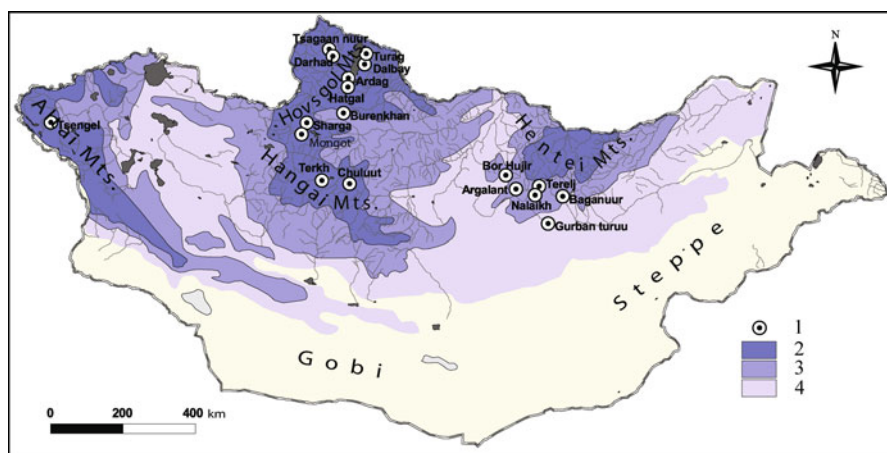 N
Tsagaan nuur
Turag
Darhad
Dalbay
Ardag
Hatgal
Hovsgol Mts.
Burenkhan
Altai Mts.
Tsengel
Sharga
Mongot
Hentei Mts.
Hangai Mts.
Terkh
Chuluut
Bor Hujir
Argalant
Terelj
Nalaikh
Baganuur
Gurban turuu
Steppe
Gobi
1
2
3
4
0 200 400 km